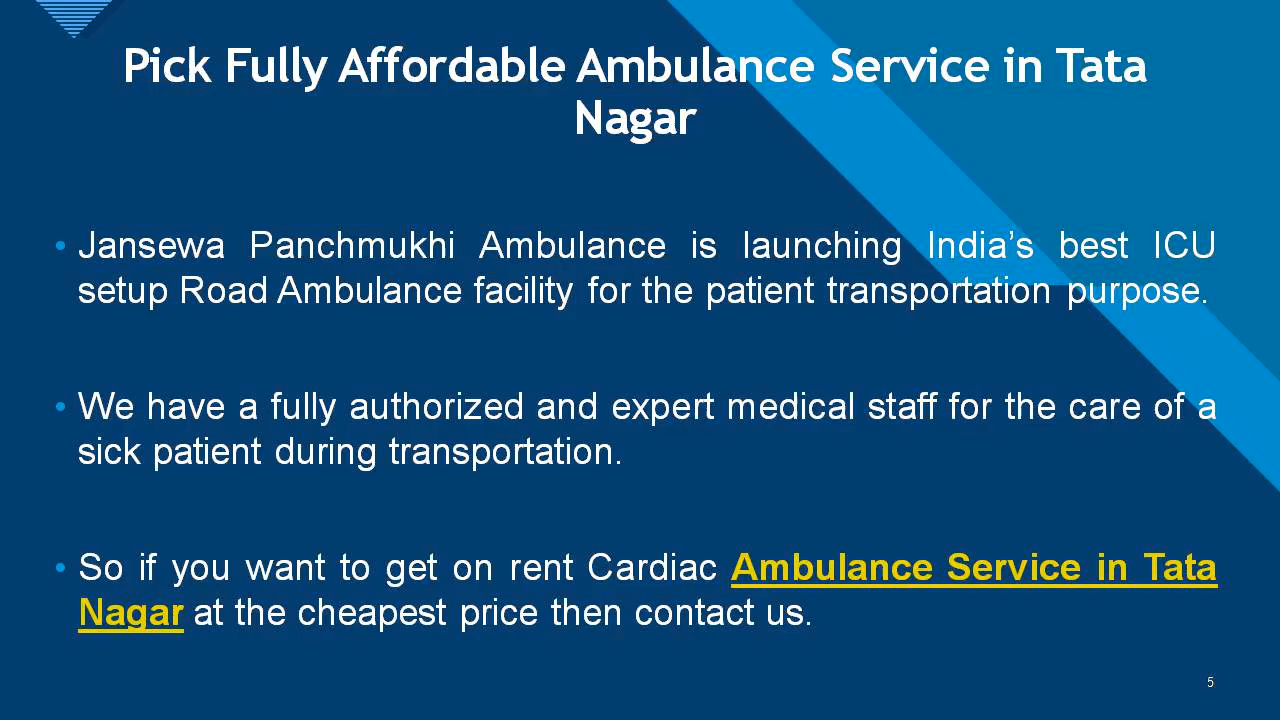 Pick Fully Affordable Ambulance Service in Tata
Nagar
• Jansewa Panchmukhi Ambulance is launching India’s best ICU
setup Road Ambulance facility for the patient transportation purpose.
• We have a fully authorized and expert medical staff for the care of a
sick patient during transportation.
• So if you want to get on rent Cardiac Ambulance Service in Tata
Nagar at the cheapest price then contact us.
5